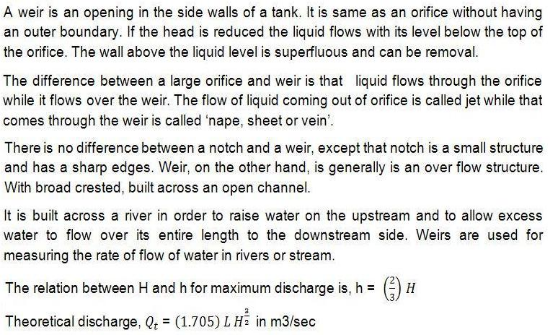 A weir is an opening in the side walls of a tank. It is same as an orifice without having
an outer boundary. If the head is reduced the liquid flows with its level below the top of
the orifice. The wall above the liquid level is superfluous and can be removal.
The difference between a large orifice and weir is that liquid flows through the orifice
while it flows over the weir. The flow of liquid coming out of orifice is called jet while that
comes through the weir is called ‘nape, sheet or vein’.
There is no difference between a notch and a weir, except that notch is a small structure
and has a sharp edges. Weir, on the other hand, is generally is an over flow structure.
With broad crested, built across an open channel.
It is built across a river in order to raise water on the upstream and to allow excess
water to flow over its entire length to the downstream side. Weirs are used for
measuring the rate of flow of water in rivers or stream.
The relation between H and h for maximum discharge is, h = (2/3) H
Theoretical discharge, Qₜ = (1.705) L H^(3/2) in m3/sec